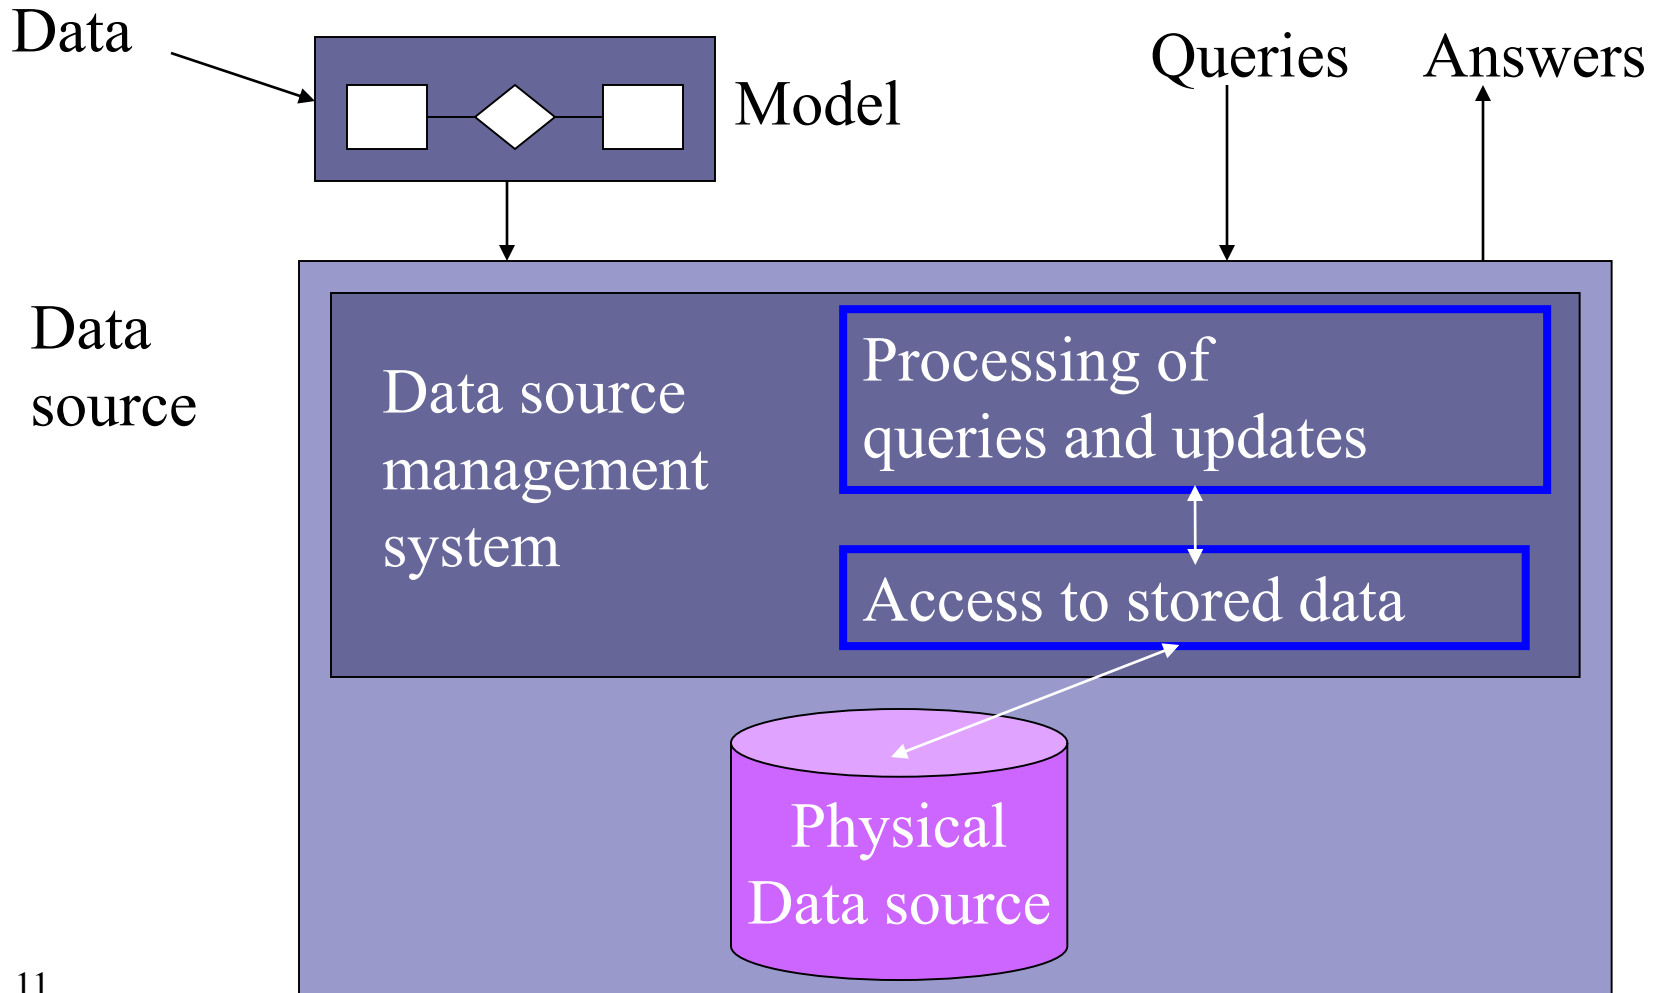 Data
Model
Queries
Answers
Data
source
Data source
management
system
Processing of
queries and updates
Access to stored data
Physical
Data source
11